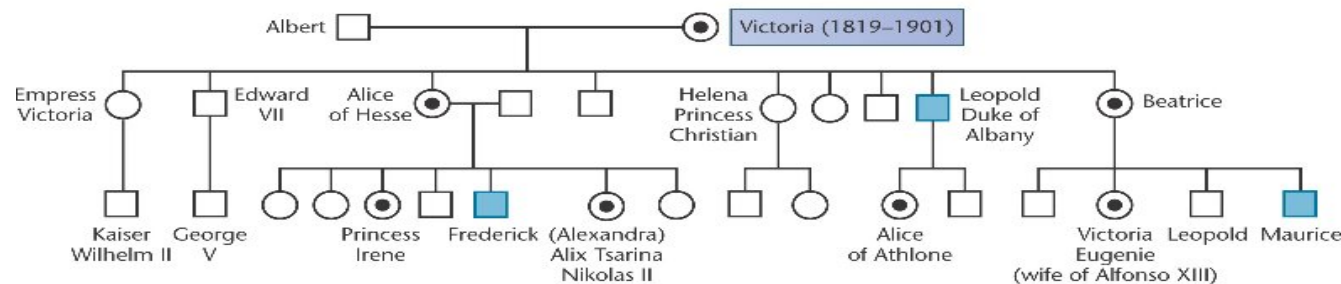 Albert
Victoria (1819–1901)
Empress
Victoria
Edward
VII
Alice
of Hesse
Helena
Princess
Christian
Leopold
Duke of
Albany
Beatrice
Kaiser
Wilhelm II
George
V
Princess
Irene
Frederick
(Alexandra)
Alix Tsarina
Nikolas II
Alice
of Athlone
Victoria
Eugenie
(wife of Alfonso XIII)
Leopold
Maurice